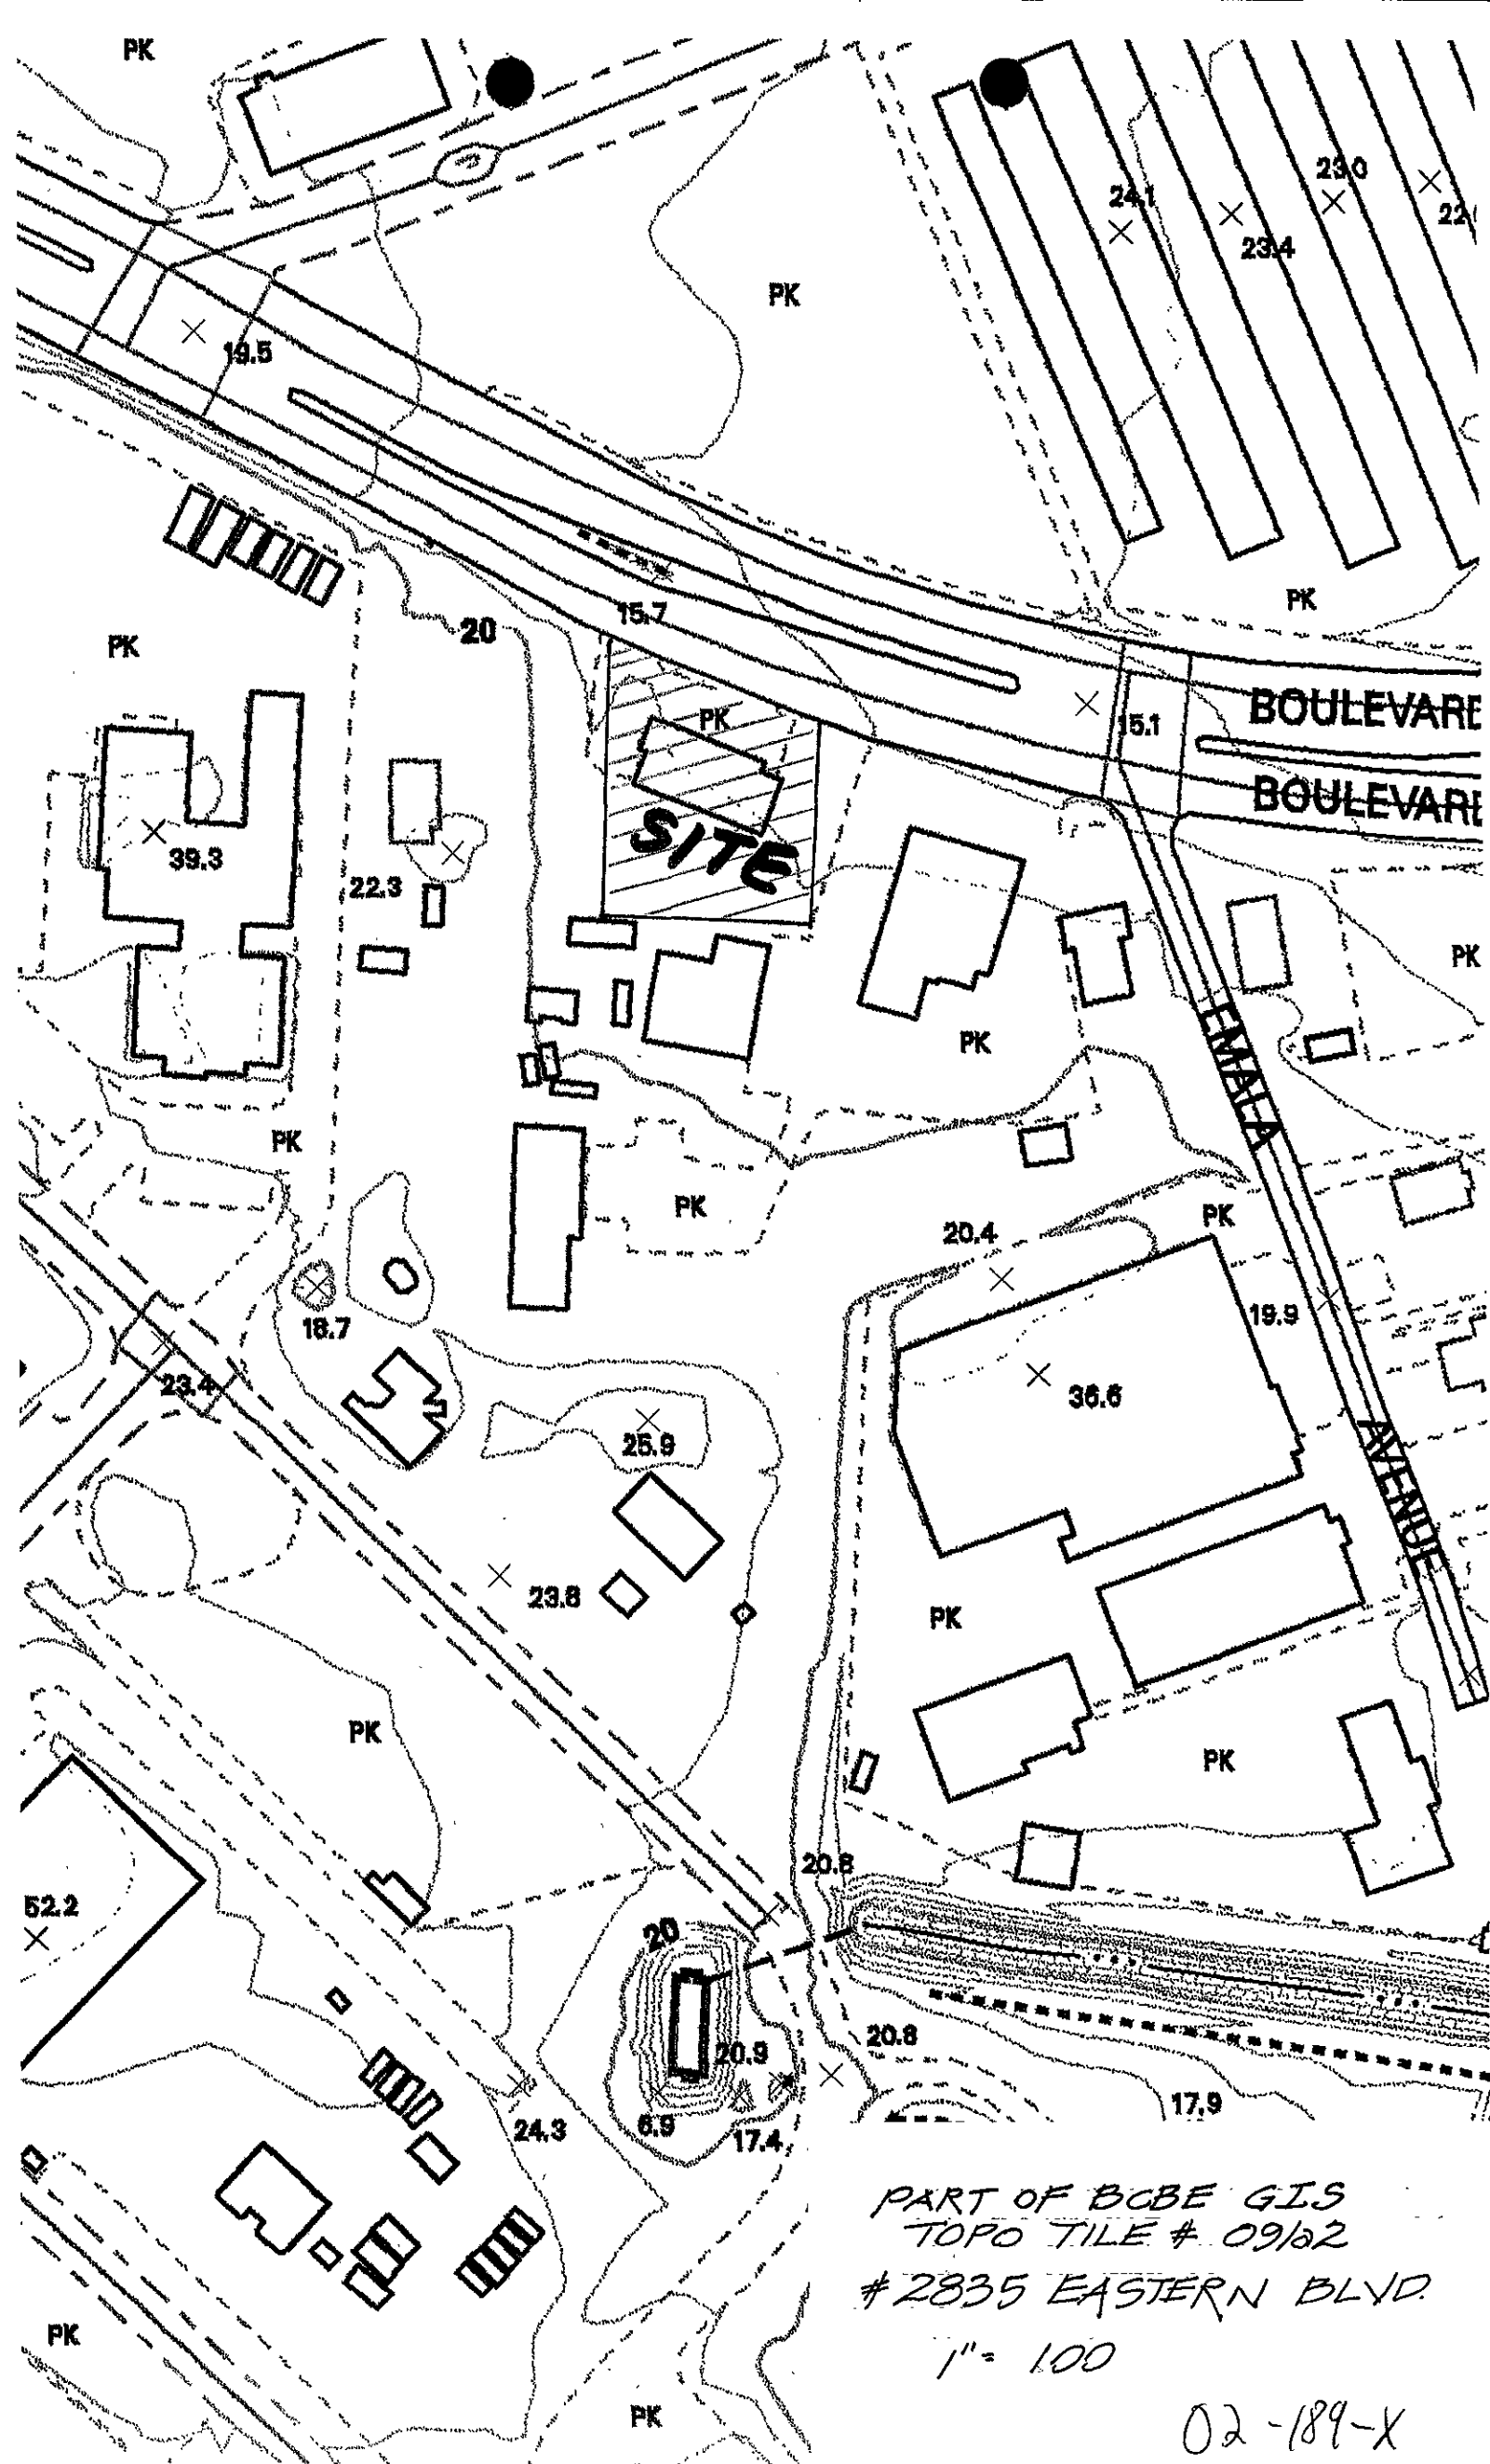 PK
24.1
23.0
23.4
22
PK
19.5
PK
15.7
20
PK
PK
BOULEVARD
15.1
BOULEVARD
SITE
39.3
22.3
PK
PK
EMALA
PK
PK
PK
20.4
19.9
18.7
23.4
36.6
25.9
AVENUE
23.8
PK
PK
PK
20.8
52.2
20
20.9
20.8
17.9
24.3
6.9
17.4
PART OF BCBE GIS
TOPO TILE # 091a2
# 2835 EASTERN BLVD.
1" = 100
PK
PK
02-189-X